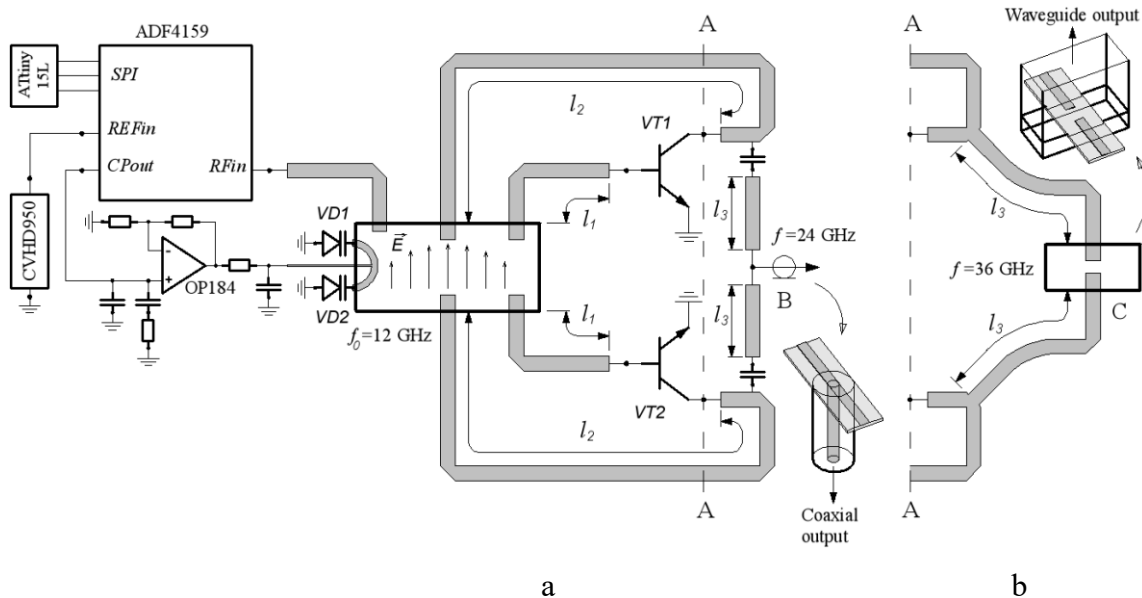 ADF4159
ATtiny
15L
SPI
REFin
CPout
RFin
CVHD950
OP184
VD1
VD2
E
f₀=12 GHz
l₁
l₁
l₂
l₂
VT1
VT2
l₃
l₃
A
A
f=24 GHz
B
Coaxial
output
A
A
l₃
l₃
f=36 GHz
C
Waveguide output
a
b